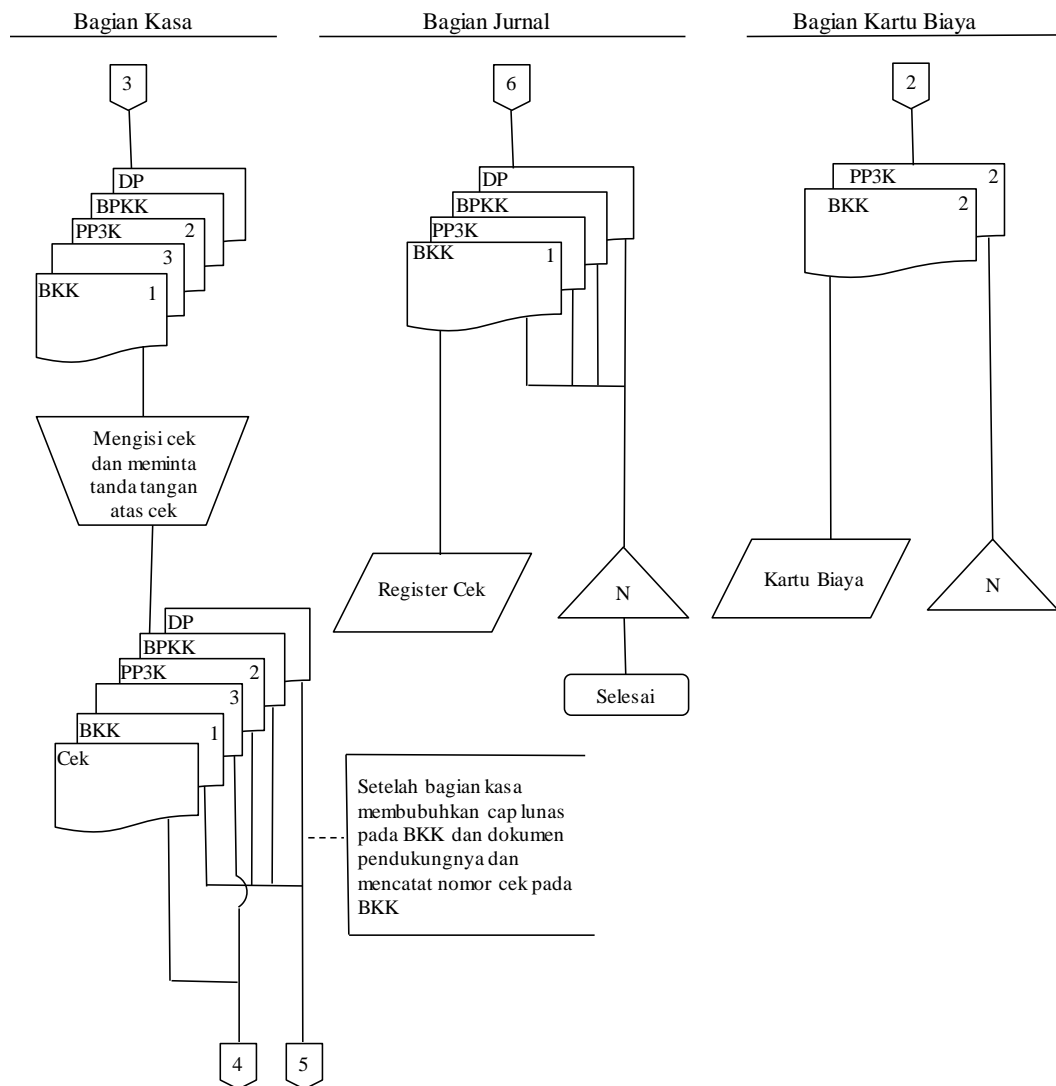 Bagian Kasa
3
DP
BPKK
PP3K 2
3
BKK 1
Mengisi cek
dan meminta
tanda tangan
atas cek
DP
BPKK
PP3K 2
3
BKK 1
Cek
Setelah bagian kasa
membubuhkan cap lunas
pada BKK dan dokumen
pendukungnya dan
mencatat nomor cek pada
BKK
4
5
Bagian Jurnal
6
DP
BPKK
PP3K
BKK 1
Register Cek
N
Selesai
Bagian Kartu Biaya
2
PP3K 2
BKK 2
Kartu Biaya
N